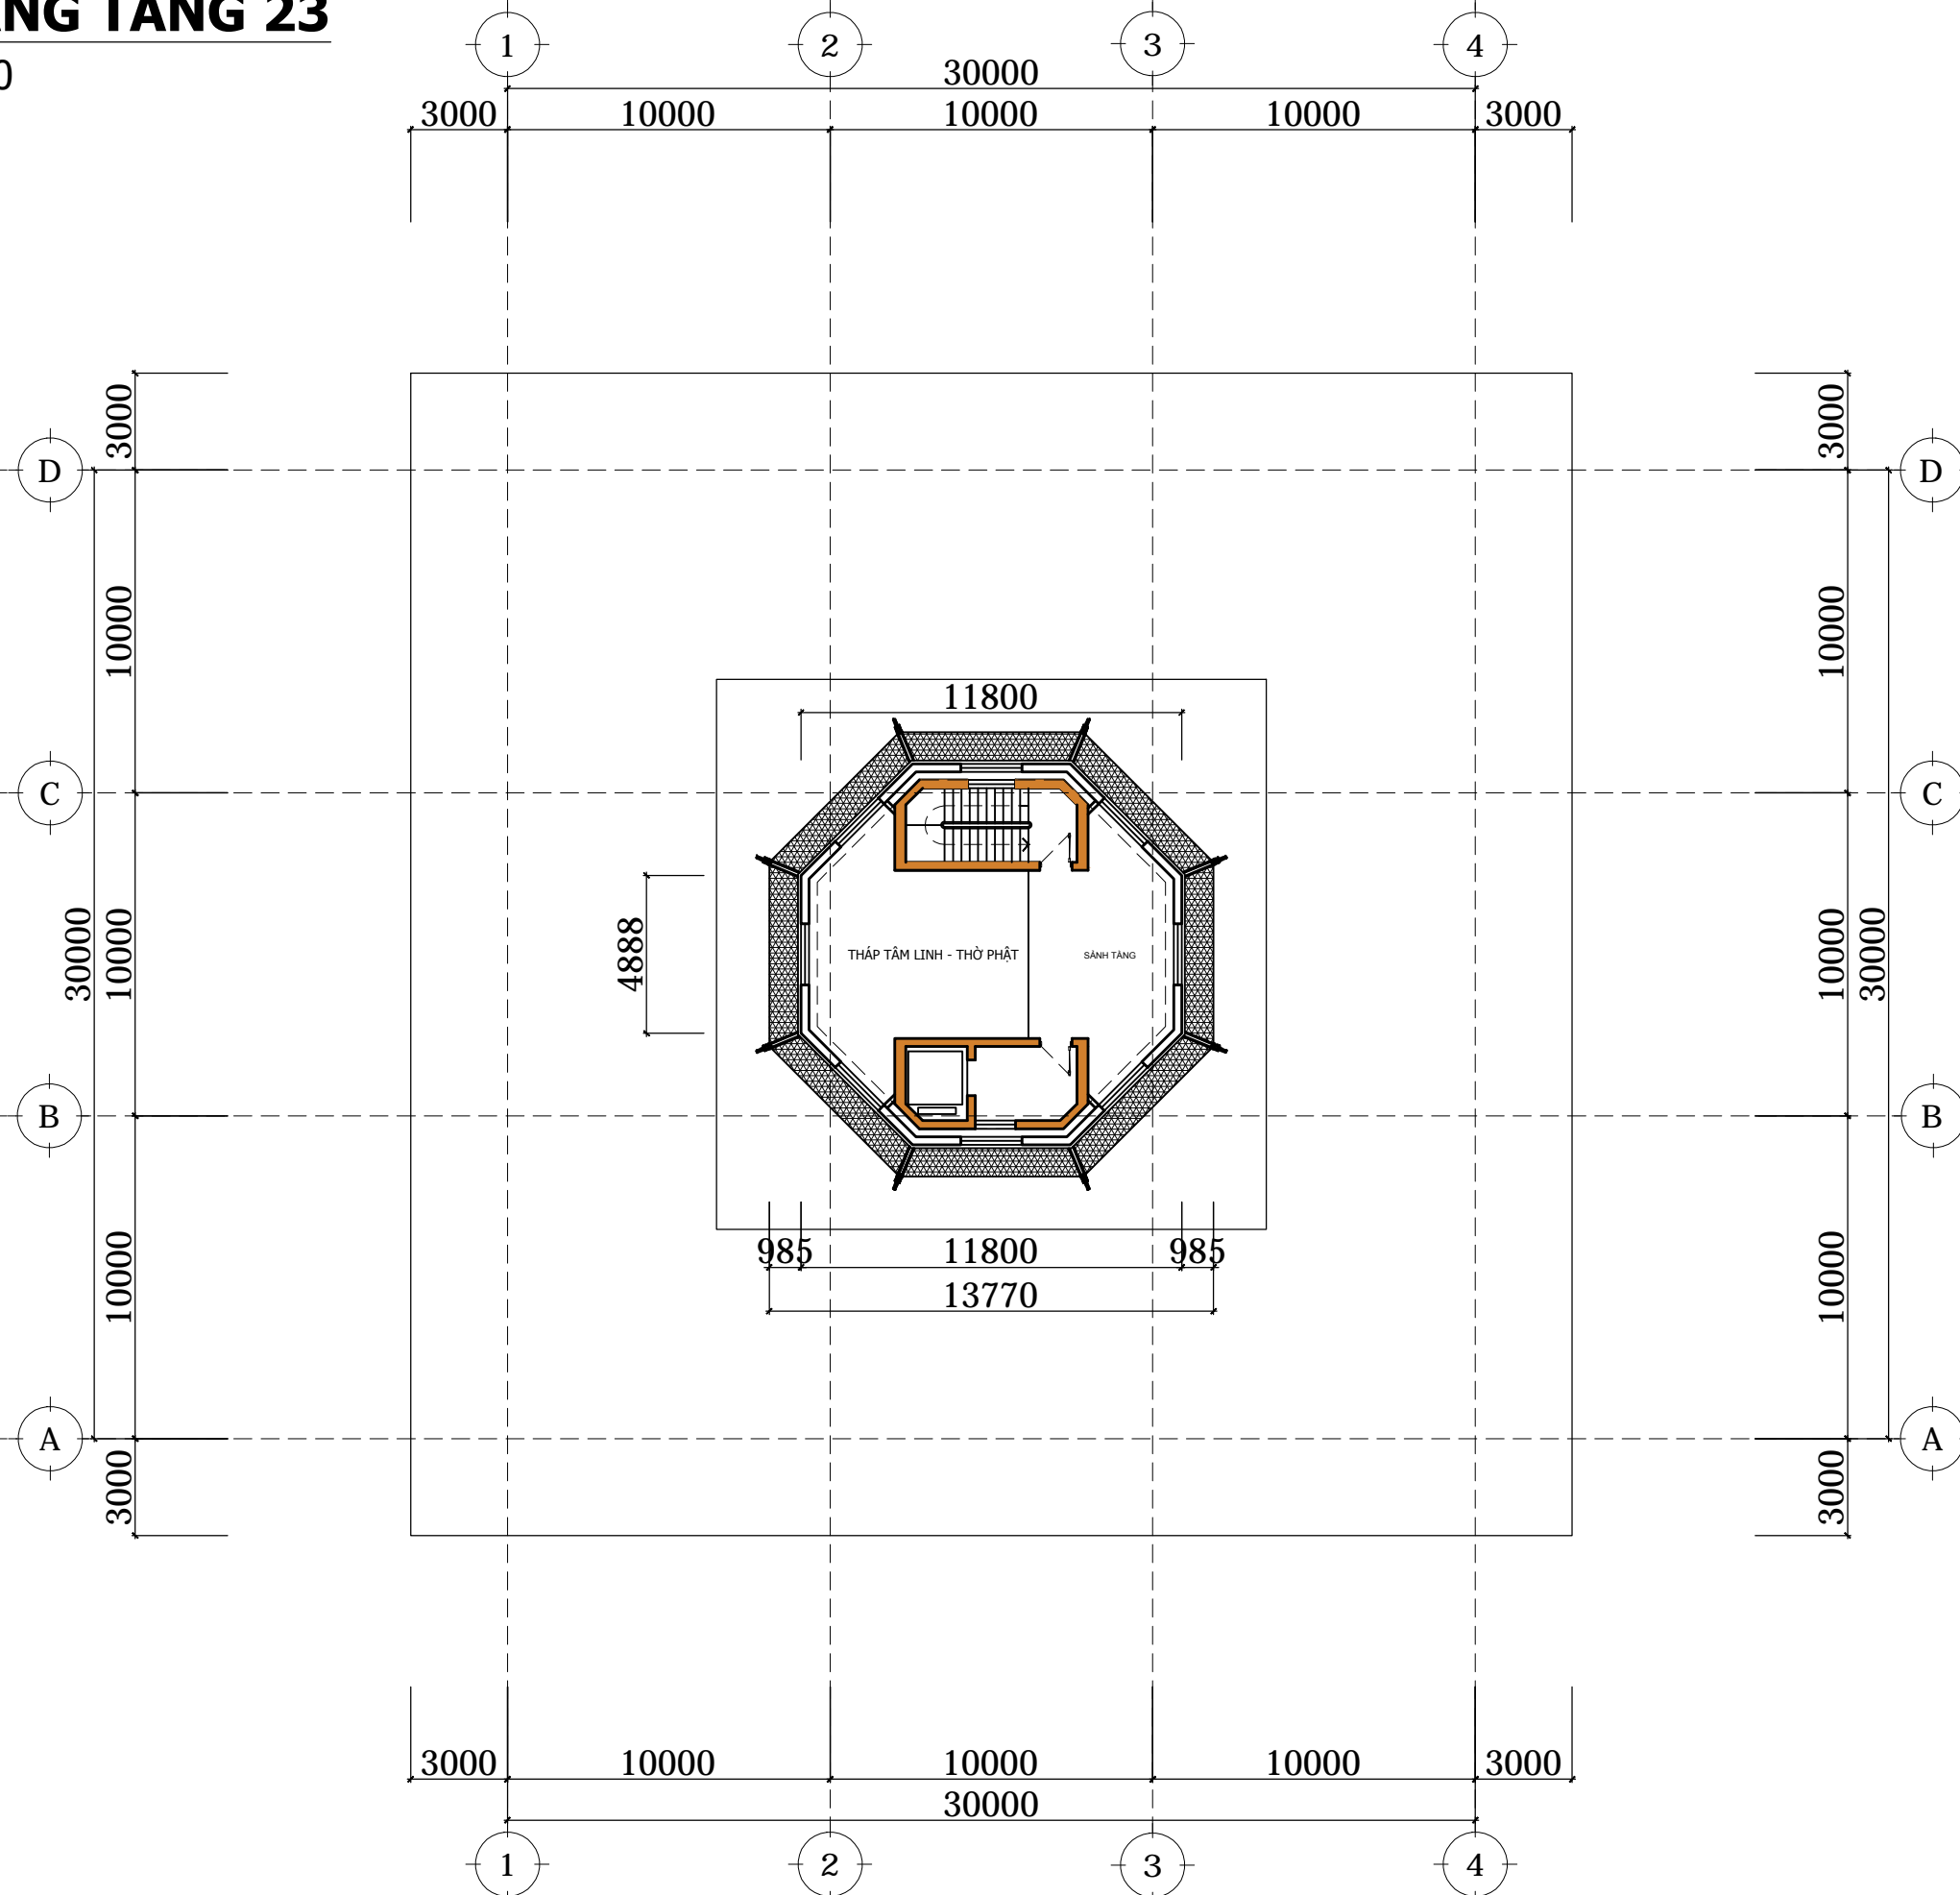 NG TẦNG 23
0
1 2 3 4
30000
3000 10000 10000 10000 3000
3000 3000
D D
10000 10000
C C
11800
30000 10000 4888 THÁP TÂM LINH - THỜ PHẬT SẢNH TẦNG 10000 30000
B B
985 11800 985
10000 10000
13770
A A
3000 3000
3000 10000 10000 10000 3000
30000
1 2 3 4